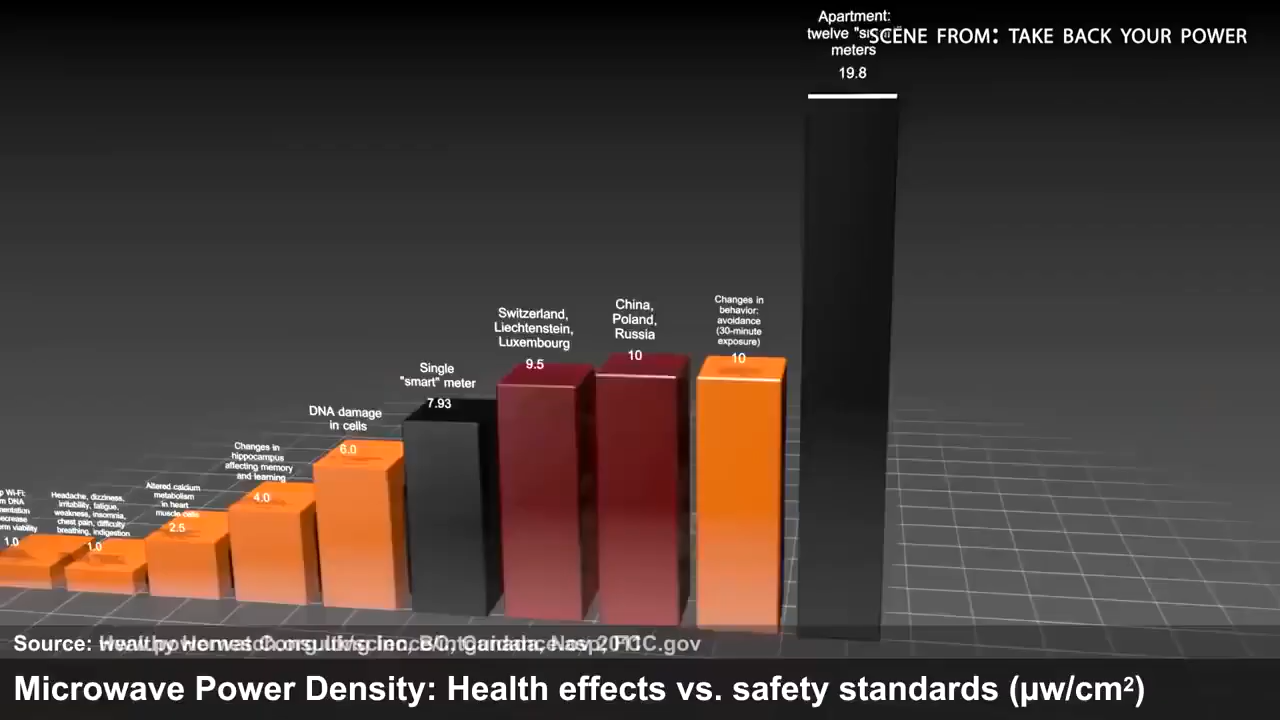 Apartment:
twelve "smart"
meters
19.8
SCENE FROM: TAKE BACK YOUR POWER
Changes in
behavior:
avoidance
(30-minute
exposure)
10
China,
Poland,
Russia
10
Switzerland,
Liechtenstein,
Luxembourg
9.5
Single
"smart" meter
7.93
DNA damage
in cells
6.0
Changes in
hippocampus
affecting memory
and learning
4.0
Altered calcium
metabolism
in heart
muscle cells
2.5
Headache, dizziness,
irritability, fatigue,
weakness, insomnia,
chest pain, difficulty
breathing, indigestion
1.0
Wi-Fi:
DNA
1.0
Source:
Microwave Power Density: Health effects vs. safety standards (µw/cm²)